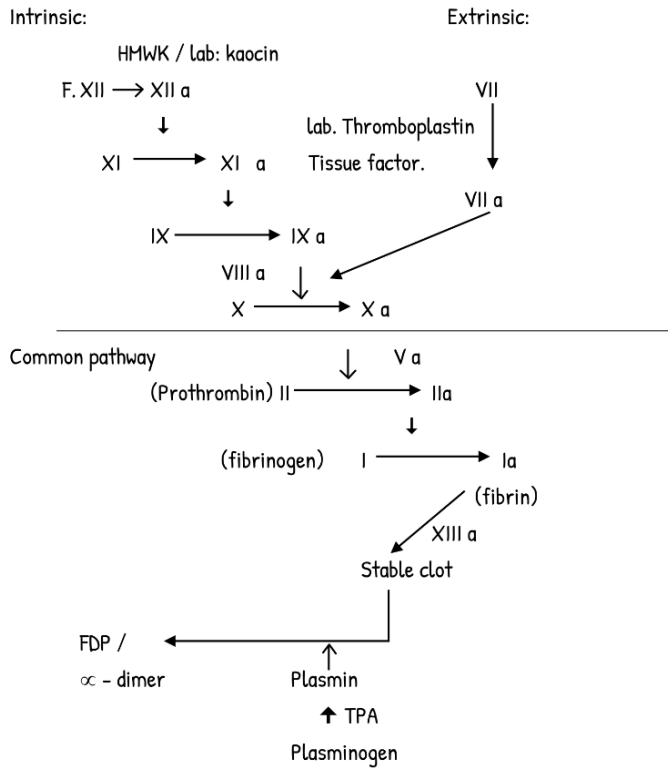 Intrinsic: Extrinsic:
HMWK / lab: kaocin
F. XII → XII a VII
↓ lab. Thromboplastin
XI → XI a Tissue factor.
↓ VII a
IX → IX a
VIII a ↓
X → X a
Common pathway ↓ V a
(Prothrombin) II → IIa
↓
(fibrinogen) I → Ia
(fibrin)
XIII a
Stable clot
FDP / ←
∝ - dimer Plasmin
↑ TPA
Plasminogen